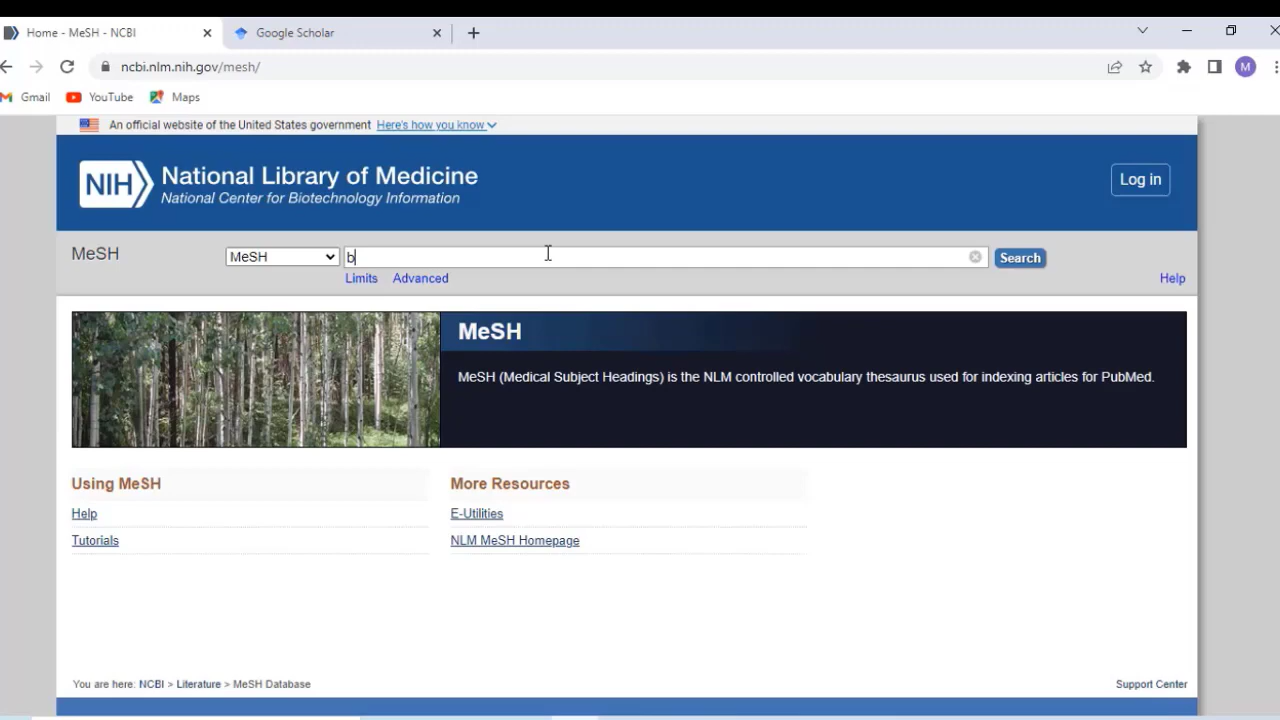 Home - MeSH - NCBI
Google Scholar
ncbi.nlm.nih.gov/mesh/
M
Gmail
YouTube
Maps
An official website of the United States government Here's how you know
NIH
National Library of Medicine
National Center for Biotechnology Information
Log in
MeSH
MeSH
b
Search
Limits
Advanced
Help
MeSH
MeSH (Medical Subject Headings) is the NLM controlled vocabulary thesaurus used for indexing articles for PubMed.
Using MeSH
More Resources
Help
E-Utilities
Tutorials
NLM MeSH Homepage
You are here: NCBI > Literature > MeSH Database
Support Center